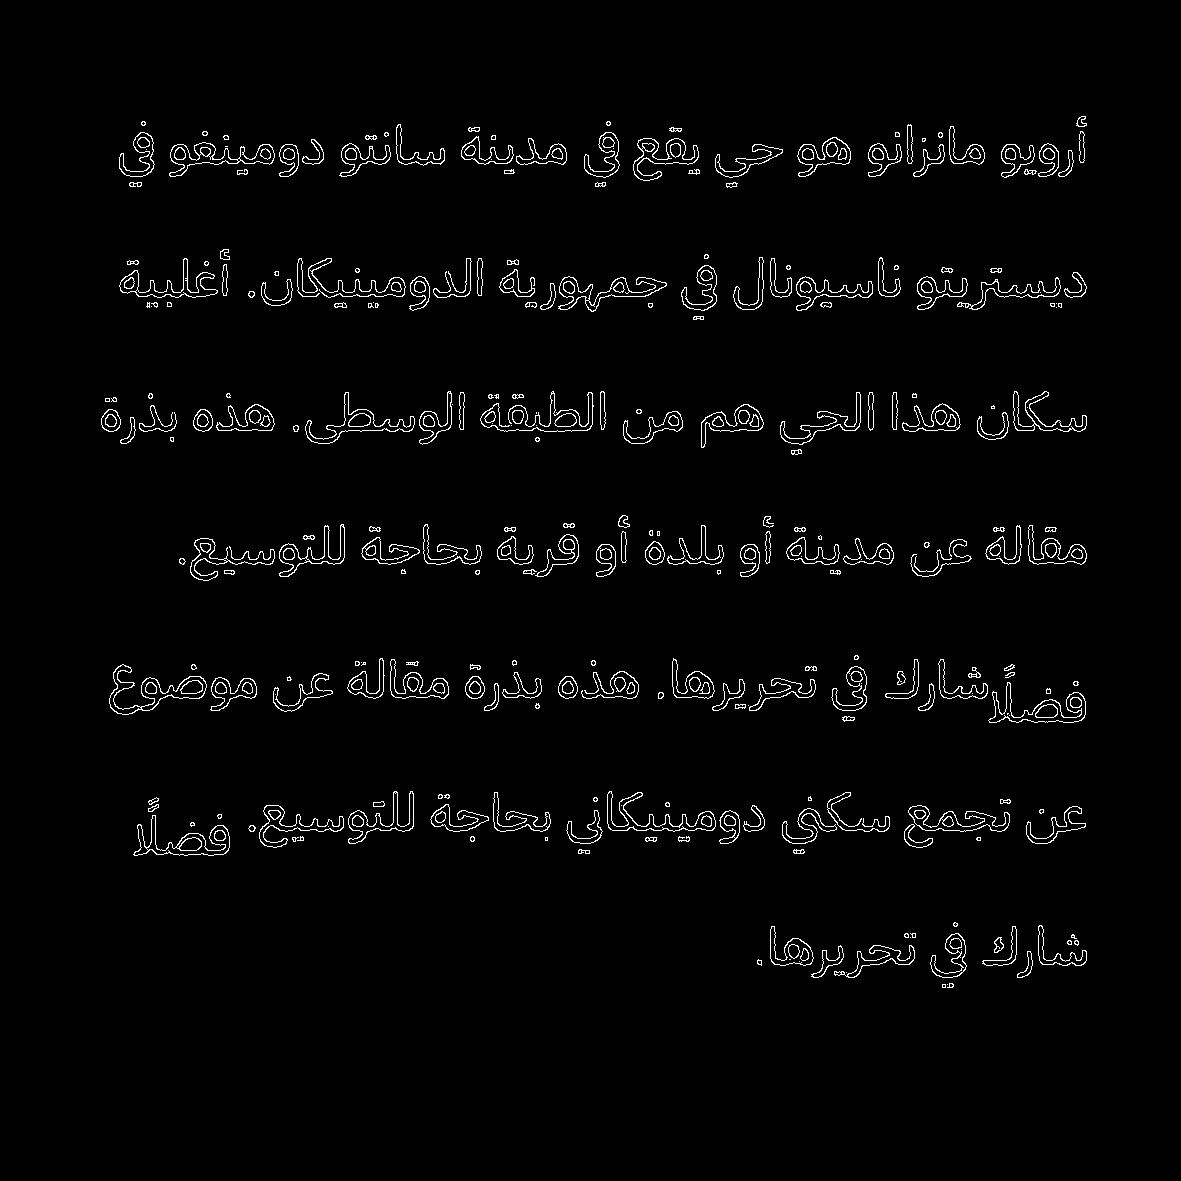 أرويو مانزانو هو حي يقع في مدينة سانتو دومينغو في
ديستريتو ناسيونال في جمهورية الدومينيكان. أغلبية
سكان هذا الحي هم من الطبقة الوسطى. هذه بذرة
مقالة عن مدينة أو بلدة أو قرية بحاجة للتوسيع.
فضلًا شارك في تحريرها. هذه بذرة مقالة عن موضوع
عن تجمع سكني دومينيكاني بحاجة للتوسيع. فضلًا
شارك في تحريرها.